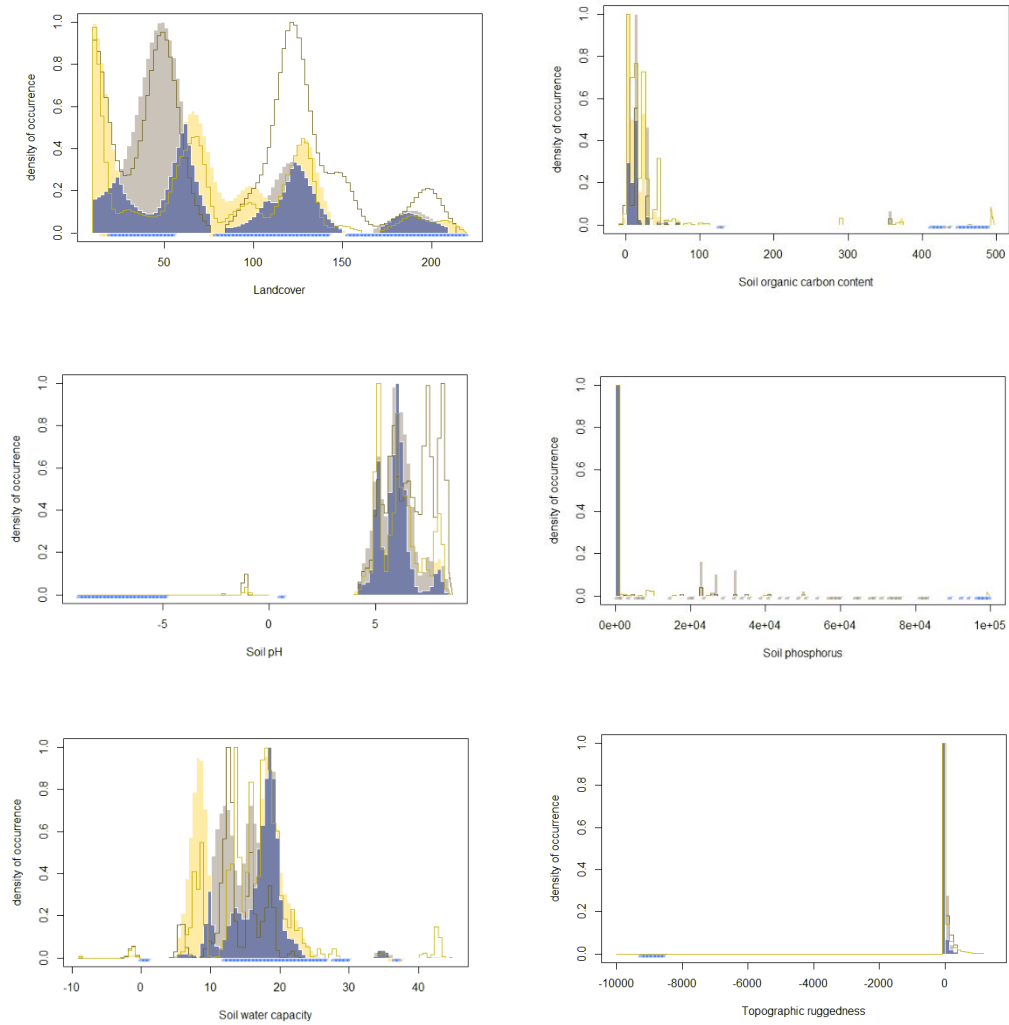 density of occurrence
0.0 0.2 0.4 0.6 0.8 1.0
50 100 150 200
Landcover
density of occurrence
0.0 0.2 0.4 0.6 0.8 1.0
0 100 200 300 400 500
Soil organic carbon content
density of occurrence
0.0 0.2 0.4 0.6 0.8 1.0
-5 0 5
Soil pH
density of occurrence
0.0 0.2 0.4 0.6 0.8 1.0
0e+00 2e+04 4e+04 6e+04 8e+04 1e+05
Soil phosphorus
density of occurrence
0.0 0.2 0.4 0.6 0.8 1.0
-10 0 10 20 30 40
Soil water capacity
density of occurrence
0.0 0.2 0.4 0.6 0.8 1.0
-10000 -8000 -6000 -4000 -2000 0
Topographic ruggedness